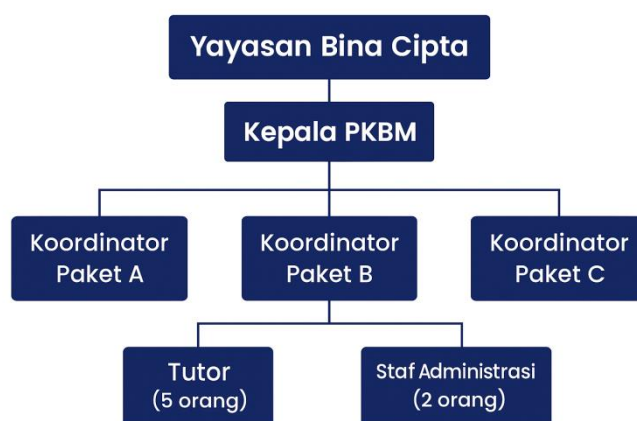 Yayasan Bina Cipta
Kepala PKBM
Koordinator
Paket A
Koordinator
Paket B
Koordinator
Paket C
Tutor
(5 orang)
Staf Administrasi
(2 orang)